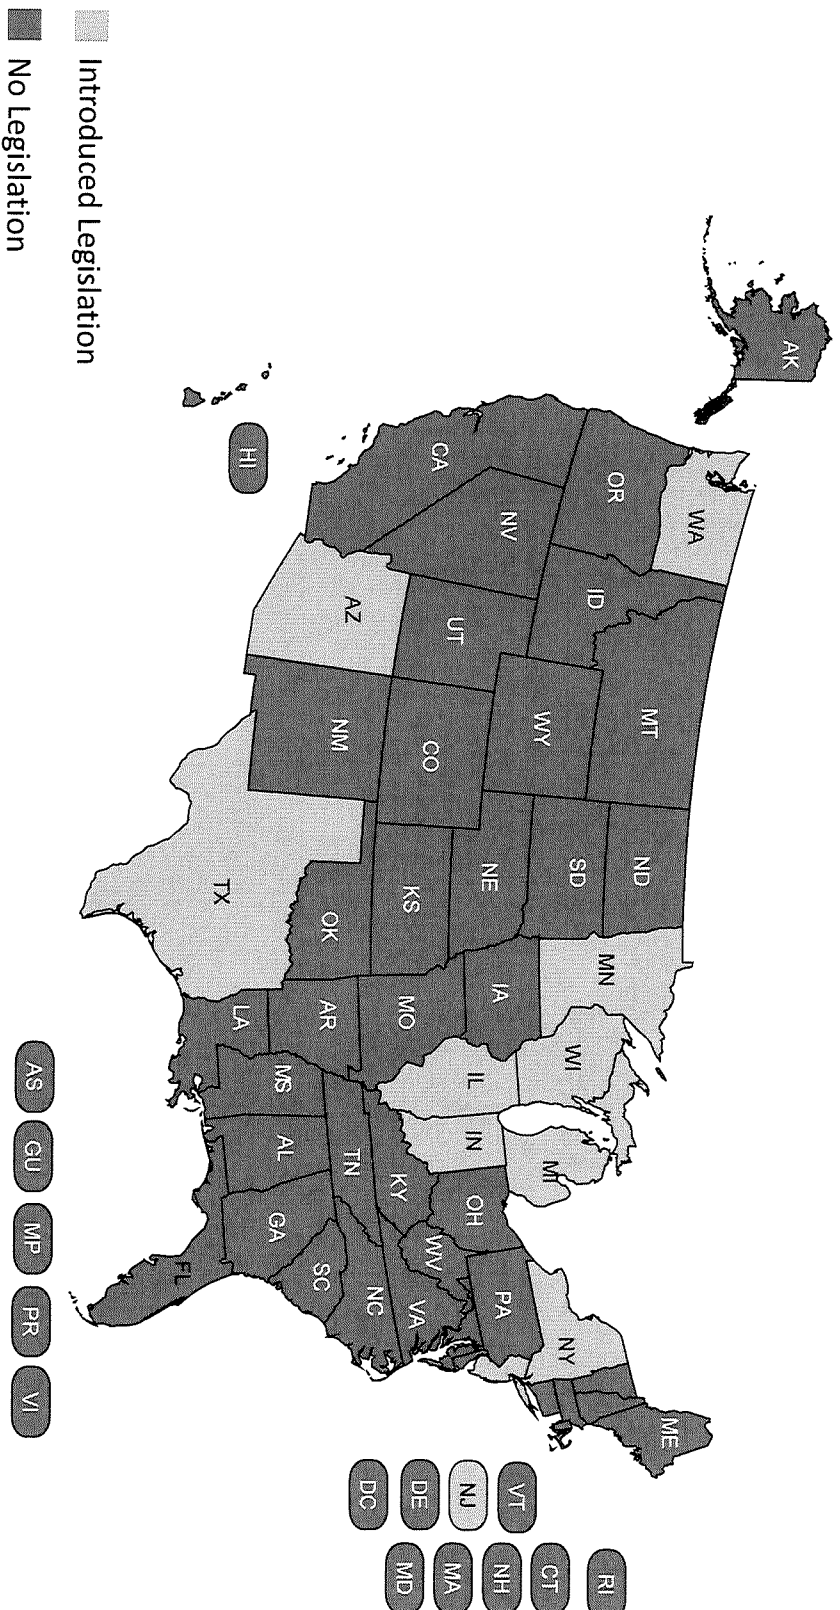 AK
HI
WA
OR
CA
NV
ID
MT
WY
UT
AZ
CO
NM
ND
SD
NE
KS
OK
TX
MN
IA
MO
AR
LA
WI
IL
MI
IN
OH
KY
TN
MS
AL
GA
FL
SC
NC
VA
WV
PA
NY
ME
VT
NJ
DE
DC
RI
CT
NH
MA
MD
AS
GU
MP
PR
VI
Introduced Legislation
No Legislation